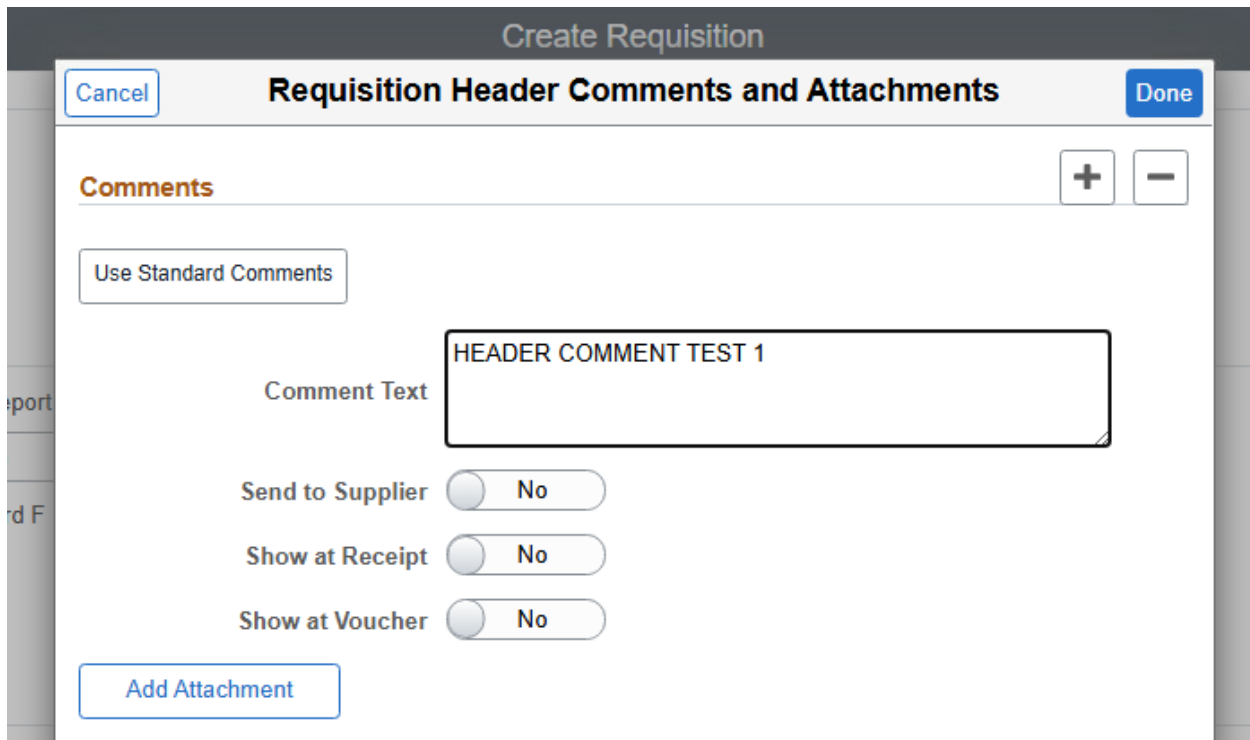 Create Requisition
Cancel
Requisition Header Comments and Attachments
Done
Comments
Use Standard Comments
Comment Text
HEADER COMMENT TEST 1
Send to Supplier No
Show at Receipt No
Show at Voucher No
Add Attachment